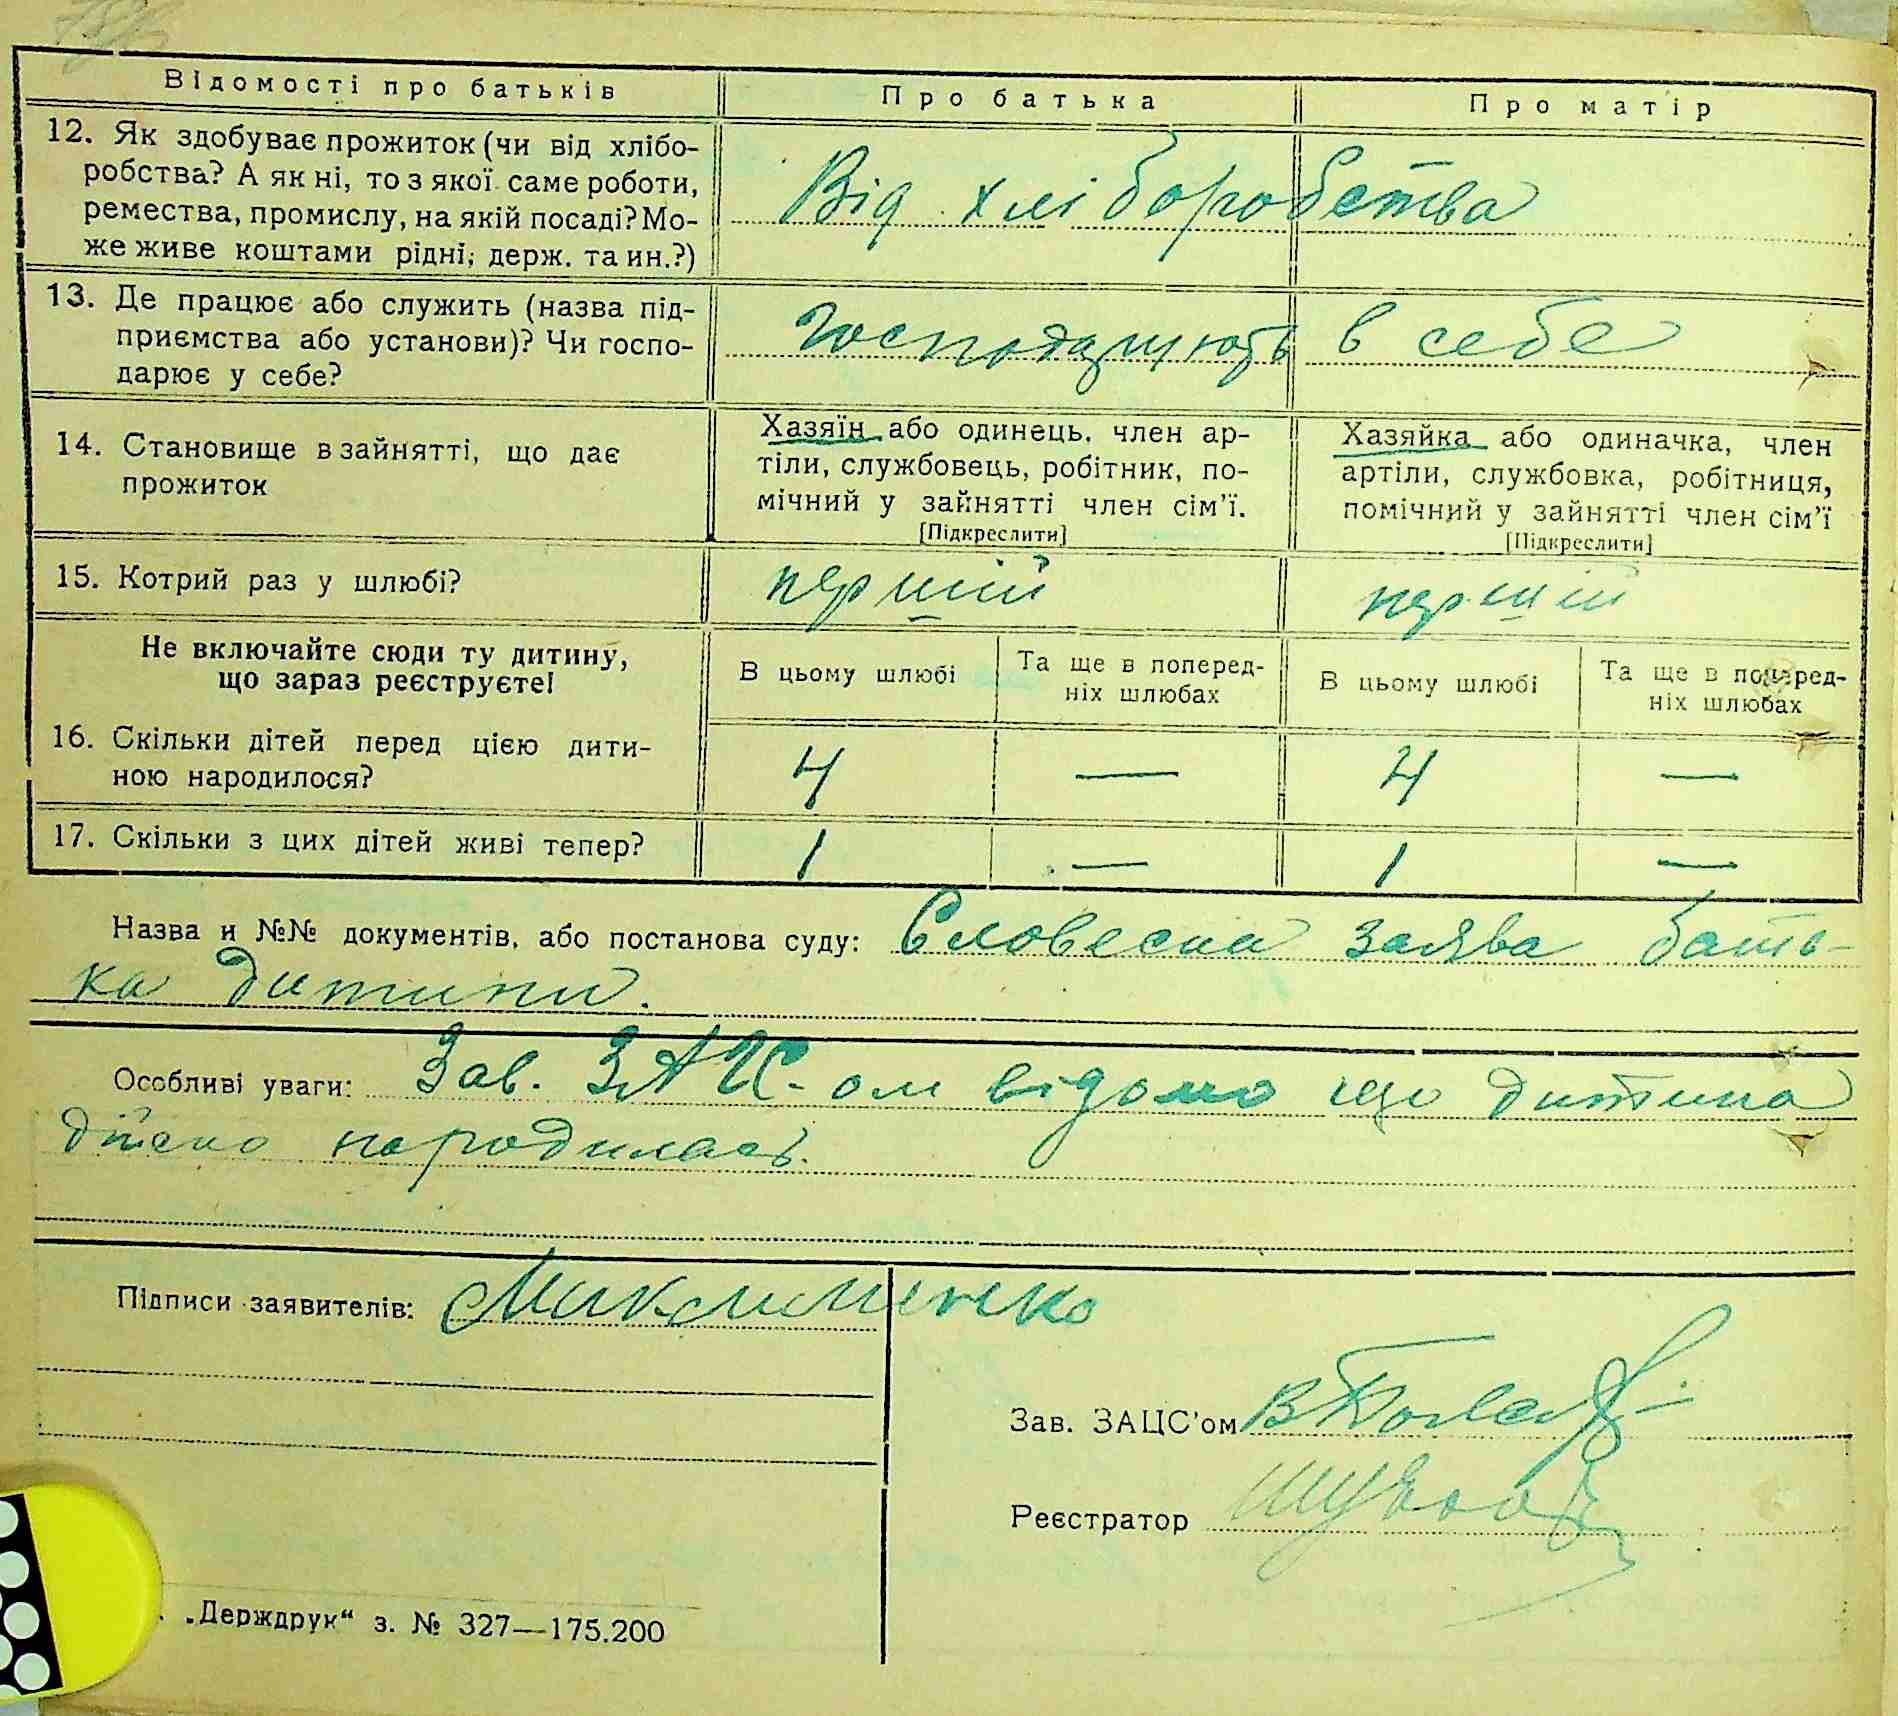 Відомості про батьків
Про батька
Про матір
12. Як здобуває прожиток (чи від хлібо-
робства? А як ні, то з якої саме роботи,
ремества, промислу, на якій посаді? Мо-
же живе коштами рідні, держ. та ин.?)
Від хліборобства
13. Де працює або служить (назва під-
приємства або установи)? Чи госпо-
дарює у себе?
Господарують в себе
14. Становище в зайнятті, що дає
прожиток
Хазяїн або одинець, член ар-
тіли, службовець, робітник, по-
мічний у зайнятті член сім'ї.
[Підкреслити]
Хазяйка або одиначка, член
артіли, службовка, робітниця,
помічний у зайнятті член сім'ї
[Підкреслити]
15. Котрий раз у шлюбі?
перший
перший
Не включайте сюди ту дитину,
що зараз реєструєте!
В цьому шлюбі
Та ще в поперед-
ніх шлюбах
В цьому шлюбі
Та ще в поперед-
ніх шлюбах
16. Скільки дітей перед цією дити-
ною народилося?
4 — 4 —
17. Скільки з цих дітей живі тепер?
1 — 1 —
Назва и №№ документів, або постанова суду: Словесна заява бать-
ка дитини.
Особливі уваги: Зав. ЗАЦС-ом відомо що дитина
дійсно народилась.
Підписи заявителів:
Зав. ЗАЦС'ом
Реєстратор
„Держдрук“ з. № 327—175.200